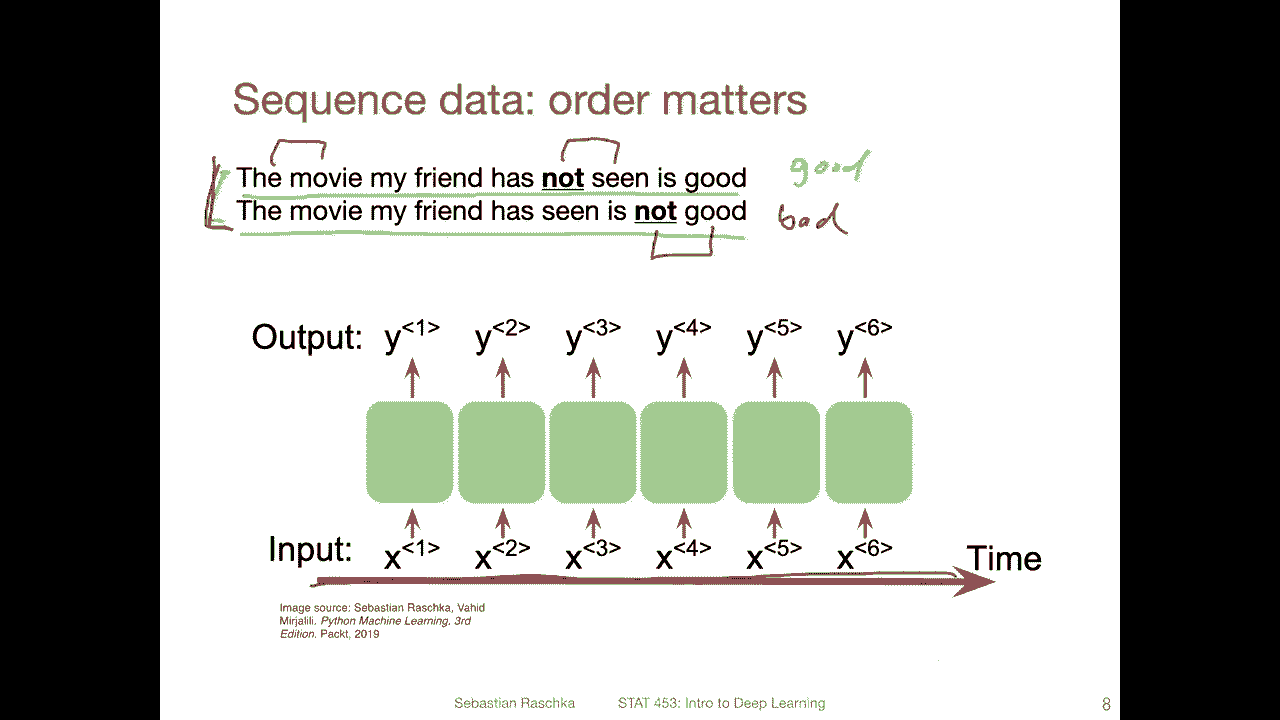 Sequence data: order matters
The movie my friend has not seen is good good
The movie my friend has seen is not good bad
Output: y<1> y<2> y<3> y<4> y<5> y<6>
Input: x<1> x<2> x<3> x<4> x<5> x<6> Time
Image source: Sebastian Raschka, Vahid
Mirjalili. Python Machine Learning, 3rd
Edition. Packt, 2019
Sebastian Raschka STAT 453: Intro to Deep Learning 8